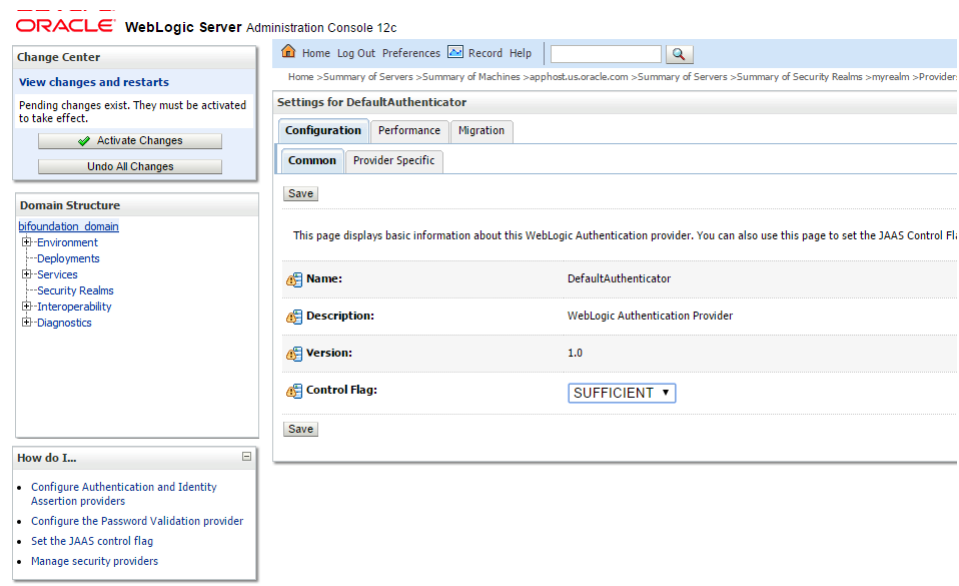 ORACLE WebLogic Server Administration Console 12c
Change Center
View changes and restarts
Pending changes exist. They must be activated
to take effect.
Activate Changes
Undo All Changes
Domain Structure
bifoundation_domain
Environment
Deployments
Services
Security Realms
Interoperability
Diagnostics
How do I...
Configure Authentication and Identity
Assertion providers
Configure the Password Validation provider
Set the JAAS control flag
Manage security providers
Home Log Out Preferences Record Help
Home >Summary of Servers >Summary of Machines >apphost.us.oracle.com >Summary of Servers >Summary of Security Realms >myrealm >Providers
Settings for DefaultAuthenticator
Configuration Performance Migration
Common Provider Specific
Save
This page displays basic information about this WebLogic Authentication provider. You can also use this page to set the JAAS Control Fl
Name: DefaultAuthenticator
Description: WebLogic Authentication Provider
Version: 1.0
Control Flag: SUFFICIENT
Save